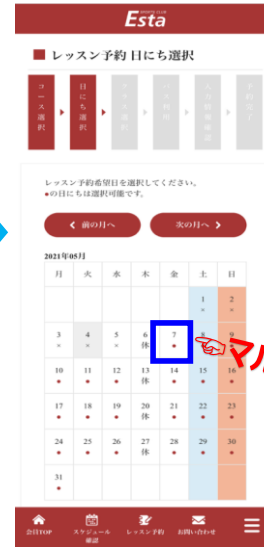 SPORTS CLUB
Esta
レッスン予約 日にち選択
コース選択
日にち選択
レッスン予約希望日を選択してください。
●の日にちは選択可能です。
前の月へ
次の月へ
2021年05月
月 火 水 木 金 土 日
1 2
× ×
3 4 5 6 7 8 9
× × × 休 ●
マル
10 11 12 13 14 15 16
● ● ● 休 ● ● ●
17 18 19 20 21 22 23
● ● ● 休 ● ● ●
24 25 26 27 28 29 30
● ● ● 休 ● ● ●
31
●
会員TOP
スケジュール確認
レッスン予約
お問い合わせ